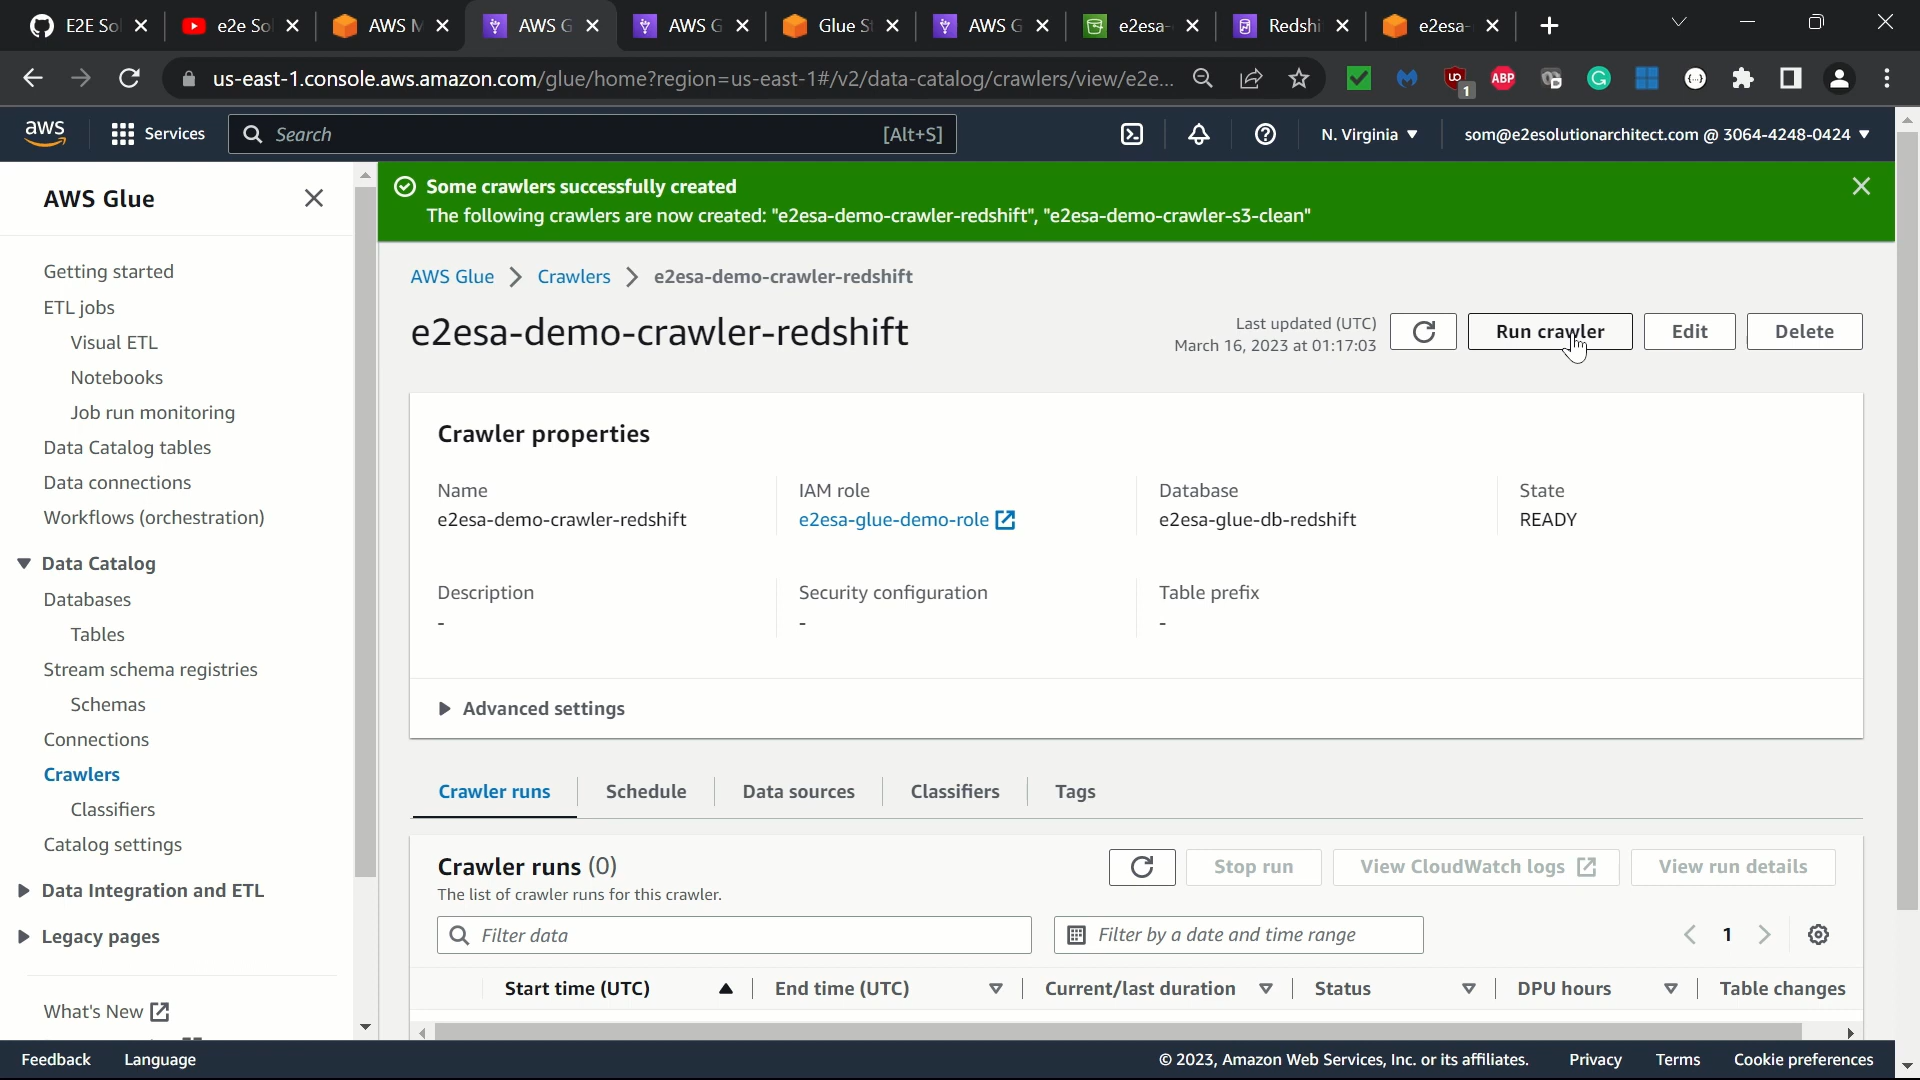 E2E Sol
e2e Sol
AWS M
AWS G
AWS G
Glue St
AWS G
e2esa-
Redshi
e2esa-
us-east-1.console.aws.amazon.com/glue/home?region=us-east-1#/v2/data-catalog/crawlers/view/e2e...
1
ABP
aws
Services
Search
[Alt+S]
N. Virginia
som@e2esolutionarchitect.com @ 3064-4248-0424
AWS Glue
Getting started
ETL jobs
Visual ETL
Notebooks
Job run monitoring
Data Catalog tables
Data connections
Workflows (orchestration)
Data Catalog
Databases
Tables
Stream schema registries
Schemas
Connections
Crawlers
Classifiers
Catalog settings
Data Integration and ETL
Legacy pages
What's New
Some crawlers successfully created
The following crawlers are now created: "e2esa-demo-crawler-redshift", "e2esa-demo-crawler-s3-clean"
AWS Glue > Crawlers > e2esa-demo-crawler-redshift
e2esa-demo-crawler-redshift
Last updated (UTC)
March 16, 2023 at 01:17:03
Run crawler
Edit
Delete
Crawler properties
Name
e2esa-demo-crawler-redshift
IAM role
e2esa-glue-demo-role
Database
e2esa-glue-db-redshift
State
READY
Description
-
Security configuration
-
Table prefix
-
Advanced settings
Crawler runs
Schedule
Data sources
Classifiers
Tags
Crawler runs (0)
The list of crawler runs for this crawler.
Stop run
View CloudWatch logs
View run details
Filter data
Filter by a date and time range
1
Start time (UTC)
End time (UTC)
Current/last duration
Status
DPU hours
Table changes
Feedback
Language
© 2023, Amazon Web Services, Inc. or its affiliates.
Privacy
Terms
Cookie preferences